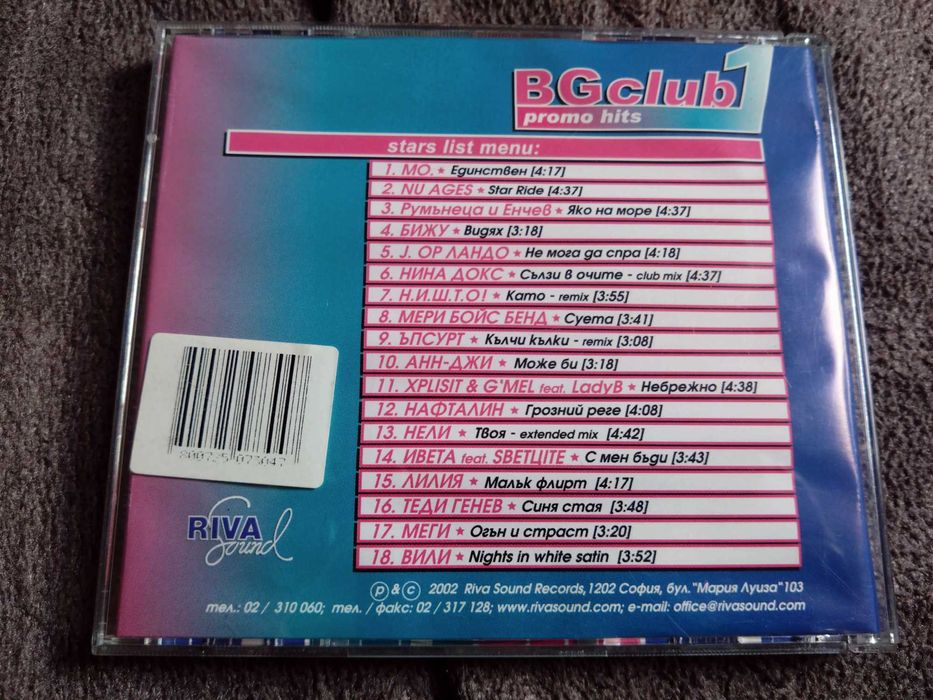 BGclub1
promo hits
stars list menu:
1. МО. ★ Единствен [4:17]
2. NU AGES ★ Star Ride [4:37]
3. Румънеца и Енчев ★ Яко на море [4:37]
4. БИЖУ ★ Видях [3:18]
5. J. ОР ЛАНДО ★ Не мога да спра [4:18]
6. НИНА ДОКС ★ Сълзи в очите - club mix [4:37]
7. Н.И.Ш.Т.О! ★ Като - remix [3:55]
8. МЕРИ БОЙС БЕНД ★ Суета [3:41]
9. ЪПСУРТ ★ Кълчи кълки - remix [3:08]
10. АНН-ДЖИ ★ Може би [3:18]
11. XPLISIT & G'MEL feat. LadyB ★ Небрежно [4:38]
12. НАФТАЛИН ★ Грозний реге [4:08]
13. НЕЛИ ★ Твоя - extended mix [4:42]
14. ИВЕТА feat. SВЕТЦІТЕ ★ С мен бъди [3:43]
15. ЛИЛИЯ ★ Малък флирт [4:17]
16. ТЕДИ ГЕНЕВ ★ Синя стая [3:48]
17. МЕГИ ★ Огън и страст [3:20]
18. ВИЛИ ★ Nights in white satin [3:52]
800725 073047
RIVA Sound
℗ & © 2002 Riva Sound Records, 1202 София, бул. "Мария Луиза" 103
тел.: 02 / 310 060; тел. / факс: 02 / 317 128; www.rivasound.com; e-mail: office@rivasound.com